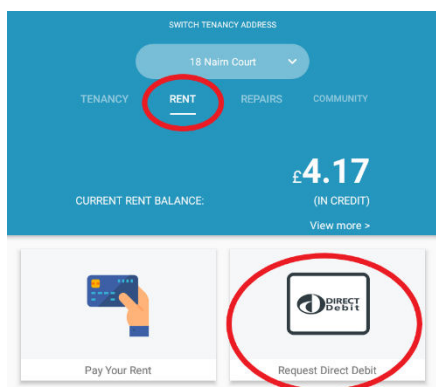 SWITCH TENANCY ADDRESS
18 Nairn Court
TENANCY RENT REPAIRS COMMUNITY
£4.17
CURRENT RENT BALANCE: (IN CREDIT)
View more >
DIRECT
Debit
Pay Your Rent Request Direct Debit